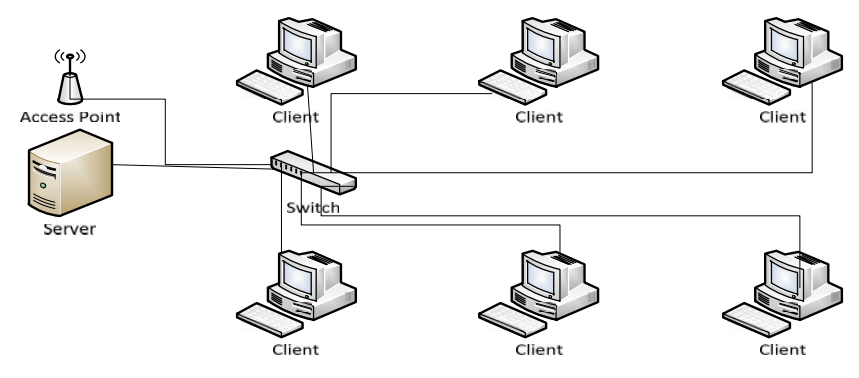 Access Point
Client
Client
Client
Server
Switch
Client
Client
Client